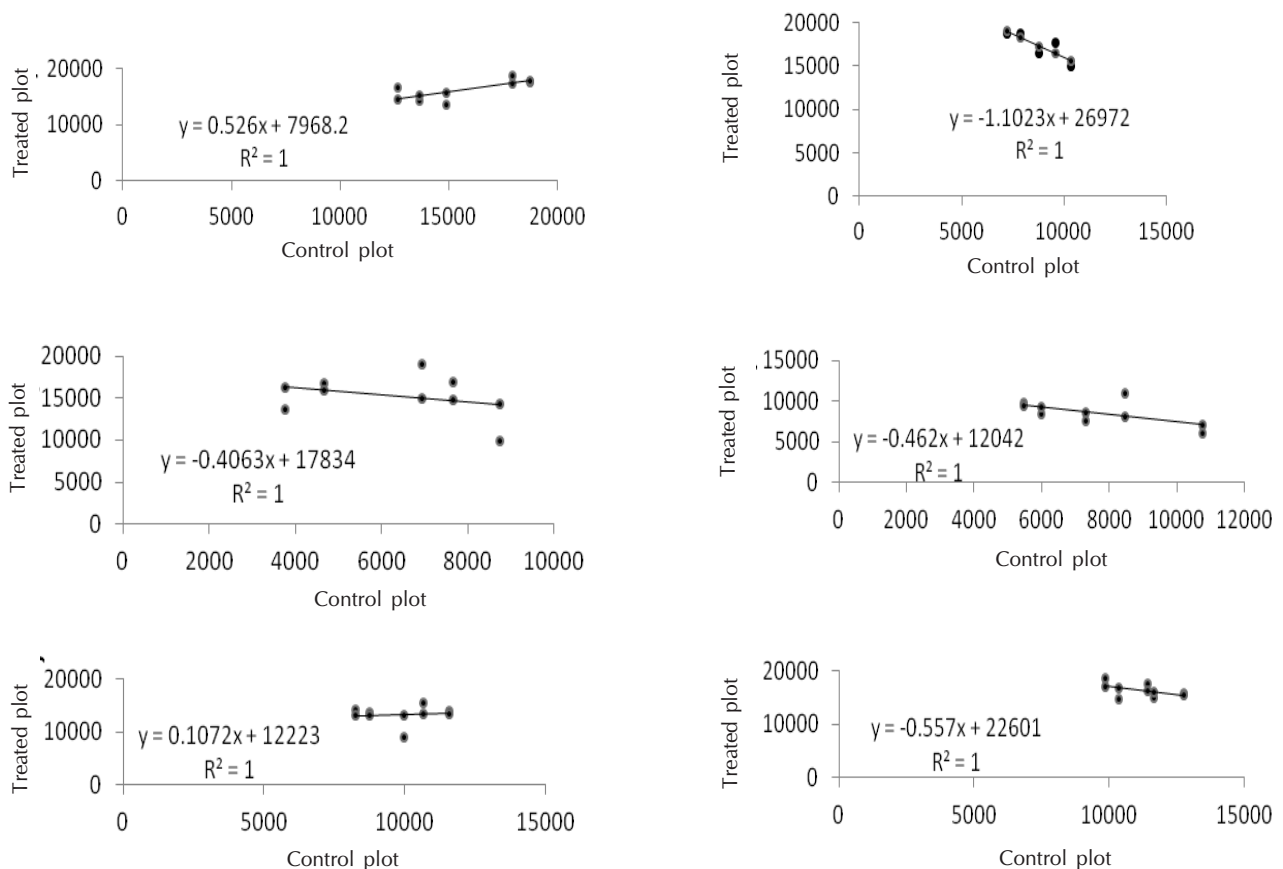 Treated plot
20000
10000
0
y = 0.526x + 7968.2
R² = 1
0 5000 10000 15000 20000
Control plot
Treated plot
20000
15000
10000
5000
0
y = -1.1023x + 26972
R² = 1
0 5000 10000 15000
Control plot
Treated plot
20000
15000
10000
5000
0
y = -0.4063x + 17834
R² = 1
0 2000 4000 6000 8000 10000
Control plot
Treated plot
15000
10000
5000
0
y = -0.462x + 12042
R² = 1
0 2000 4000 6000 8000 10000 12000
Control plot
Treated plot
20000
10000
0
y = 0.1072x + 12223
R² = 1
0 5000 10000 15000
Control plot
Treated plot
20000
10000
0
y = -0.557x + 22601
R² = 1
0 5000 10000 15000
Control plot